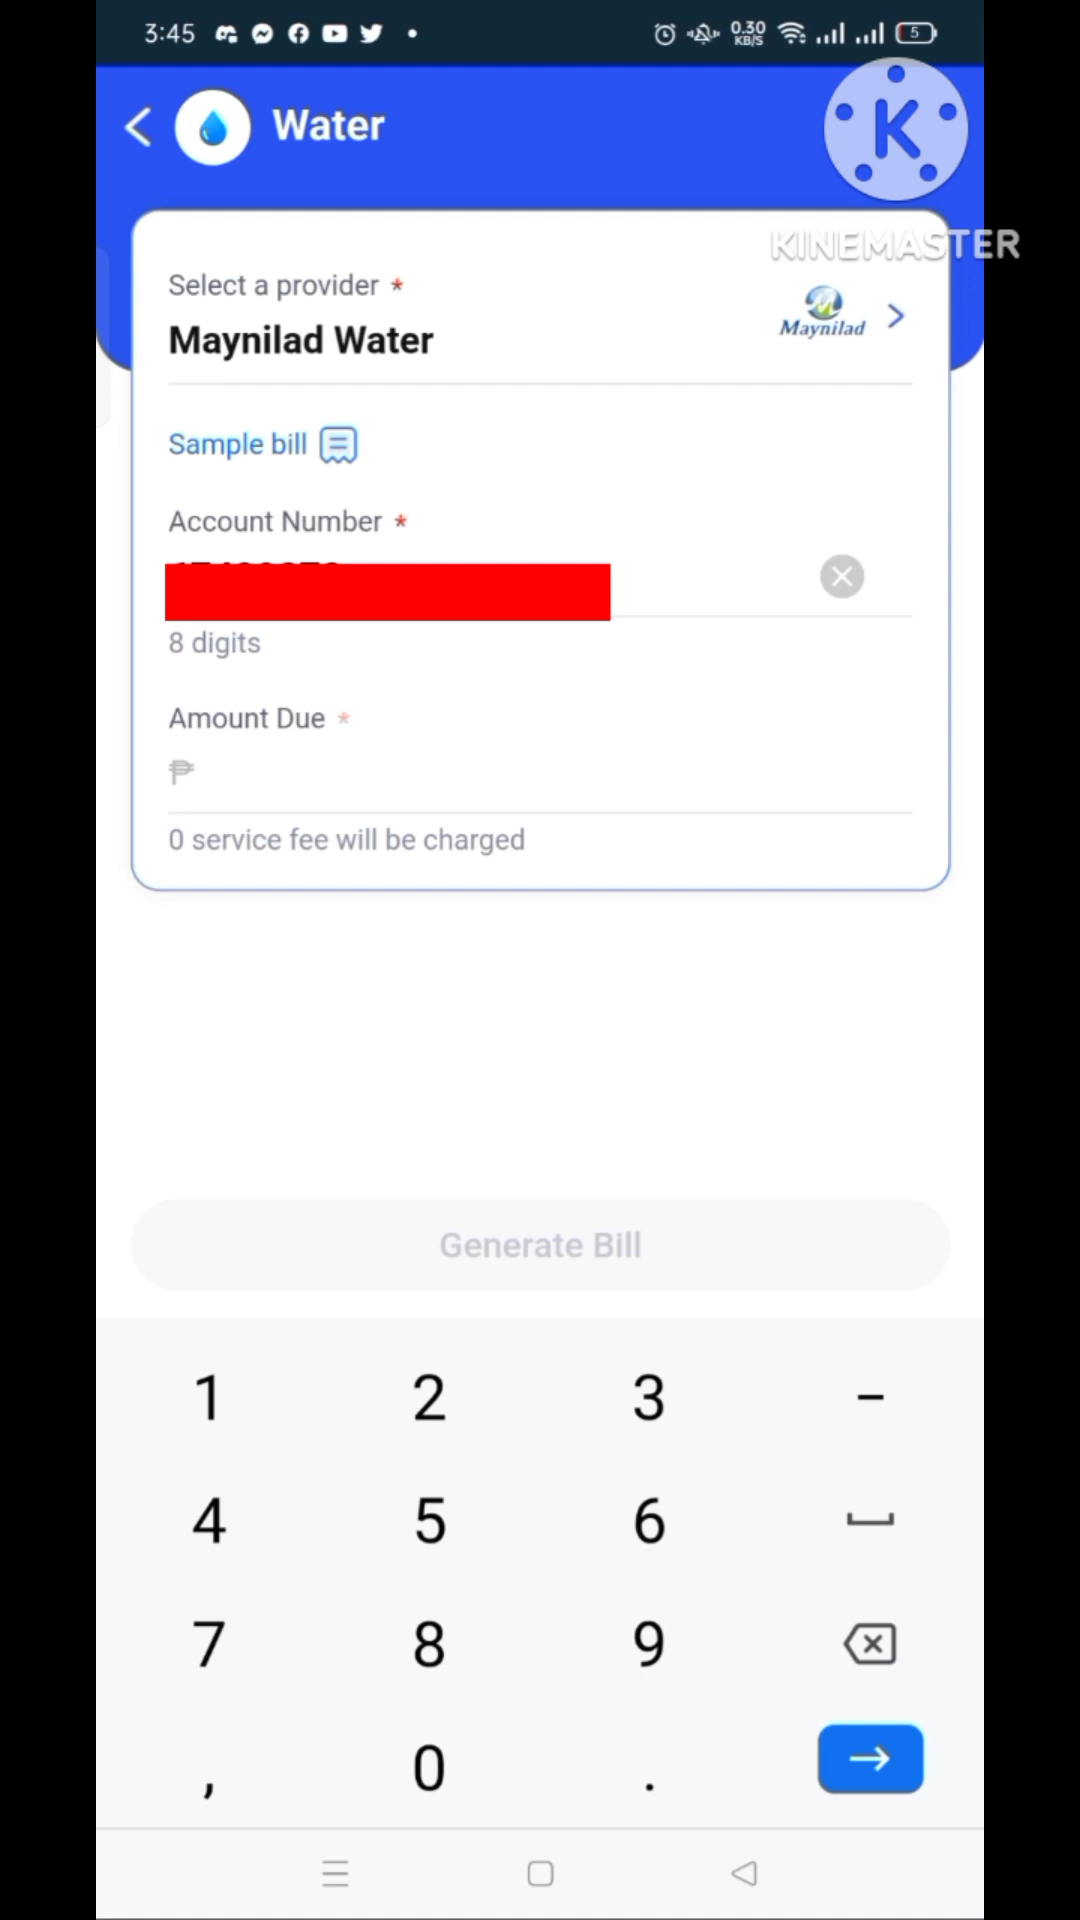 3:45
0.30
KB/S
5
Water
K
KINEMASTER
Select a provider *
Maynilad Water
Maynilad
Sample bill
Account Number *
8 digits
Amount Due *
₱
0 service fee will be charged
Generate Bill
1 2 3 -
4 5 6
7 8 9
, 0 .